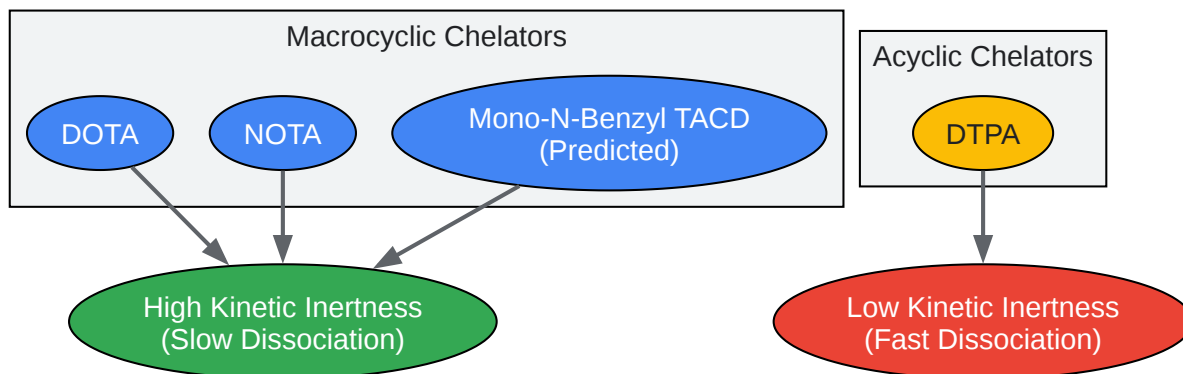 Macrocyclic Chelators
Acyclic Chelators
DOTA
NOTA
Mono-N-Benzyl TACD
(Predicted)
DTPA
High Kinetic Inertness
(Slow Dissociation)
Low Kinetic Inertness
(Fast Dissociation)